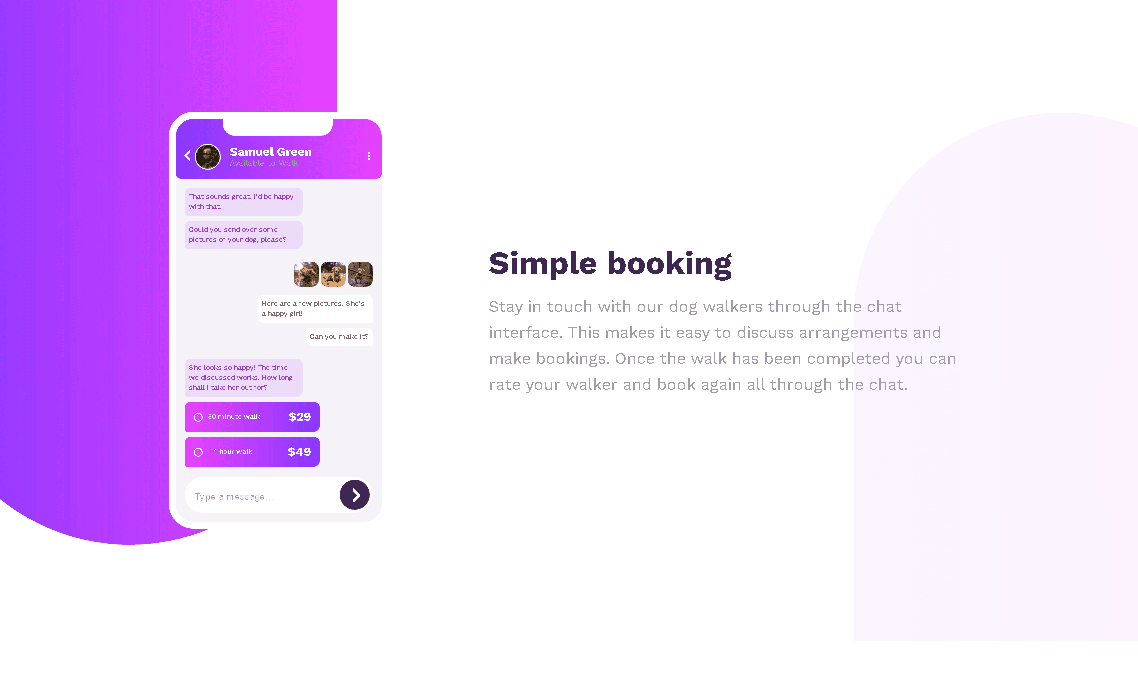 Samuel Green
Available to Walk
That sounds great. I'd be happy
with that.
Could you send over some
pictures of your dog, please?
Here are a few pictures. She's
a happy girl!
Can you make it?
She looks so happy! The time
we discussed works. How long
shall I take her out for?
30 minute walk
$29
1 hour walk
$49
Type a message...
Simple booking
Stay in touch with our dog walkers through the chat
interface. This makes it easy to discuss arrangements and
make bookings. Once the walk has been completed you can
rate your walker and book again all through the chat.